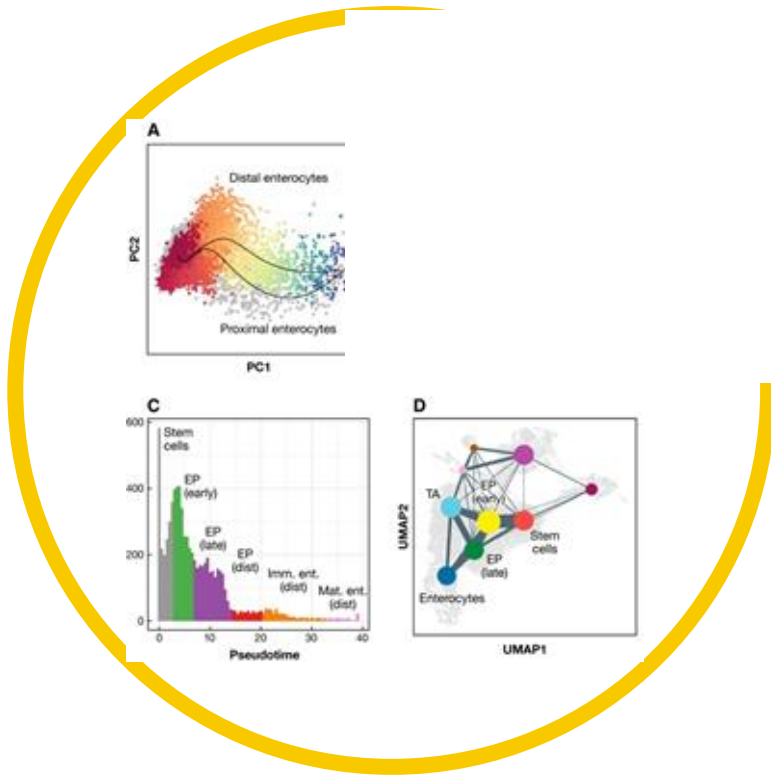 A
Distal enterocytes
PC2
Proximal enterocytes
PC1
C
600
400
200
0
Stem
cells
EP
(early)
EP
(late)
EP
(dist)
Imm. ent.
(dist)
Mat. ent.
(dist)
0 10 20 30 40
Pseudotime
D
UMAP2
TA
EP
(early)
Stem
cells
EP
(late)
Enterocytes
UMAP1